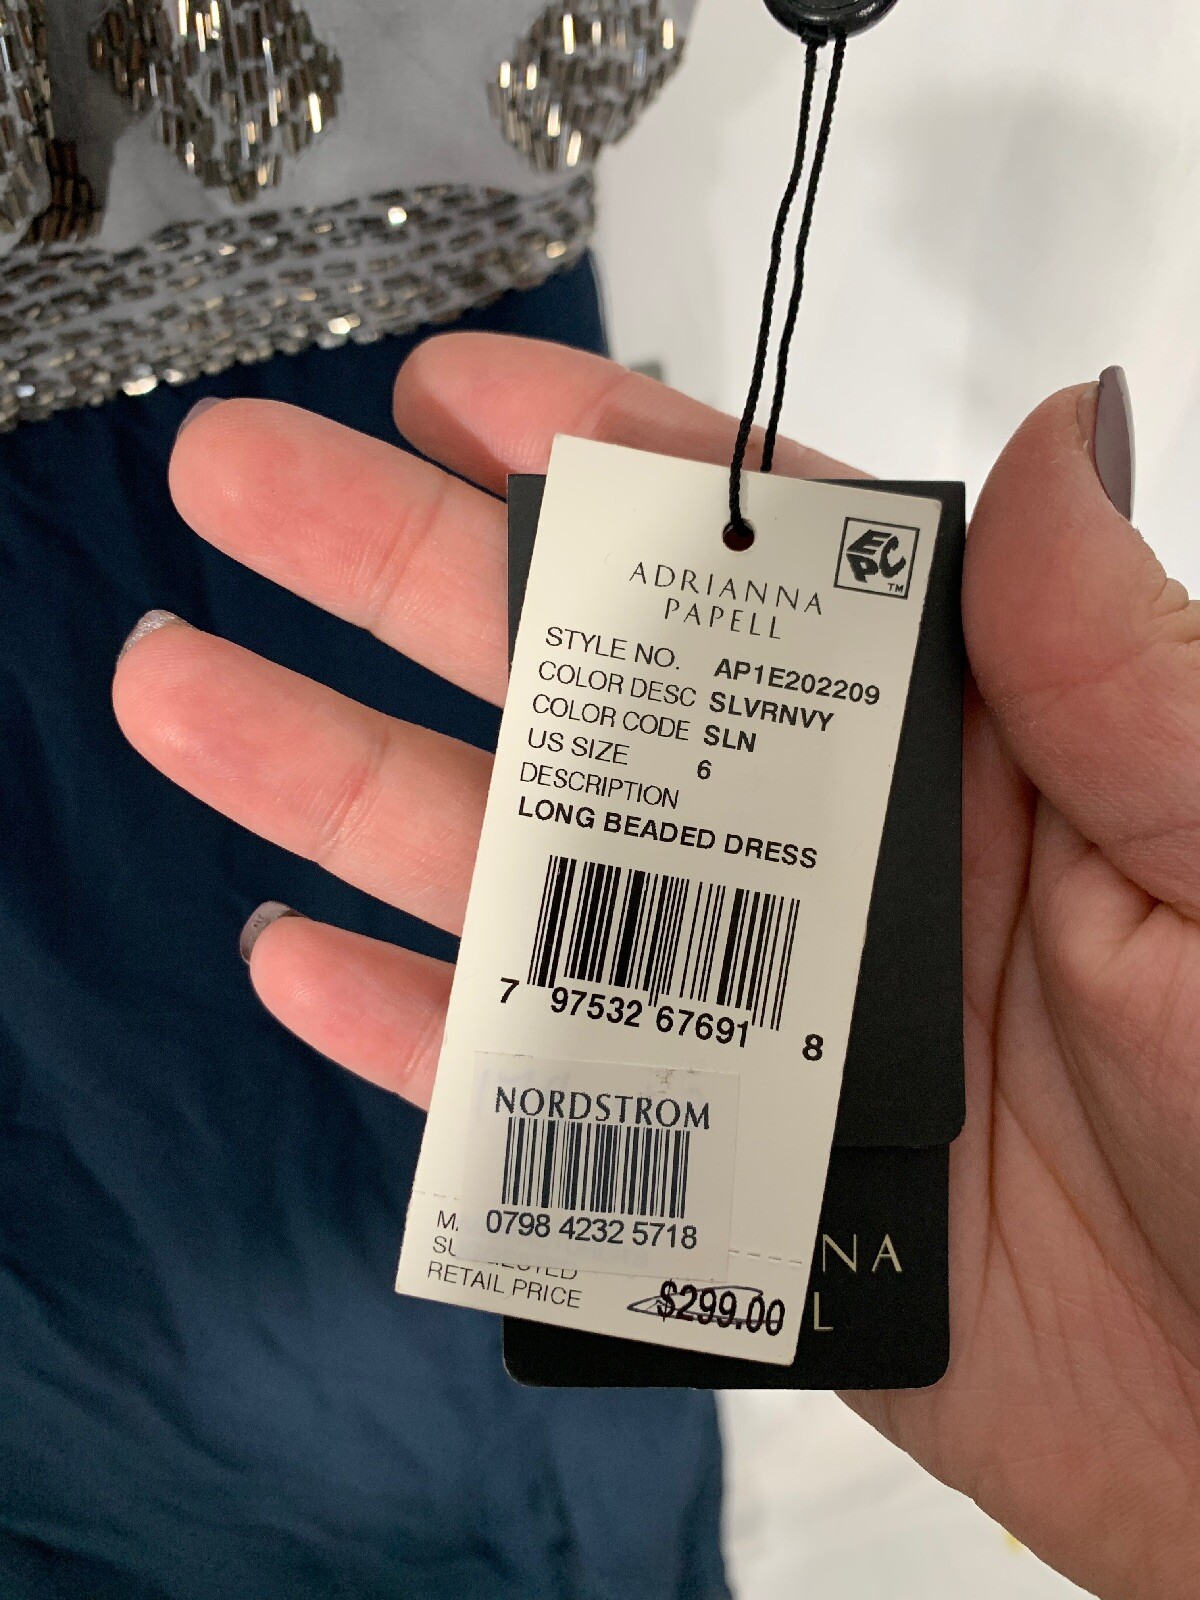 EPC™
ADRIANNA
PAPELL
STYLE NO. AP1E202209
COLOR DESC SLVRNVY
COLOR CODE SLN
US SIZE 6
DESCRIPTION
LONG BEADED DRESS
7 97532 67691 8
NORDSTROM
0798 4232 5718
RETAIL PRICE $299.00
NA
L